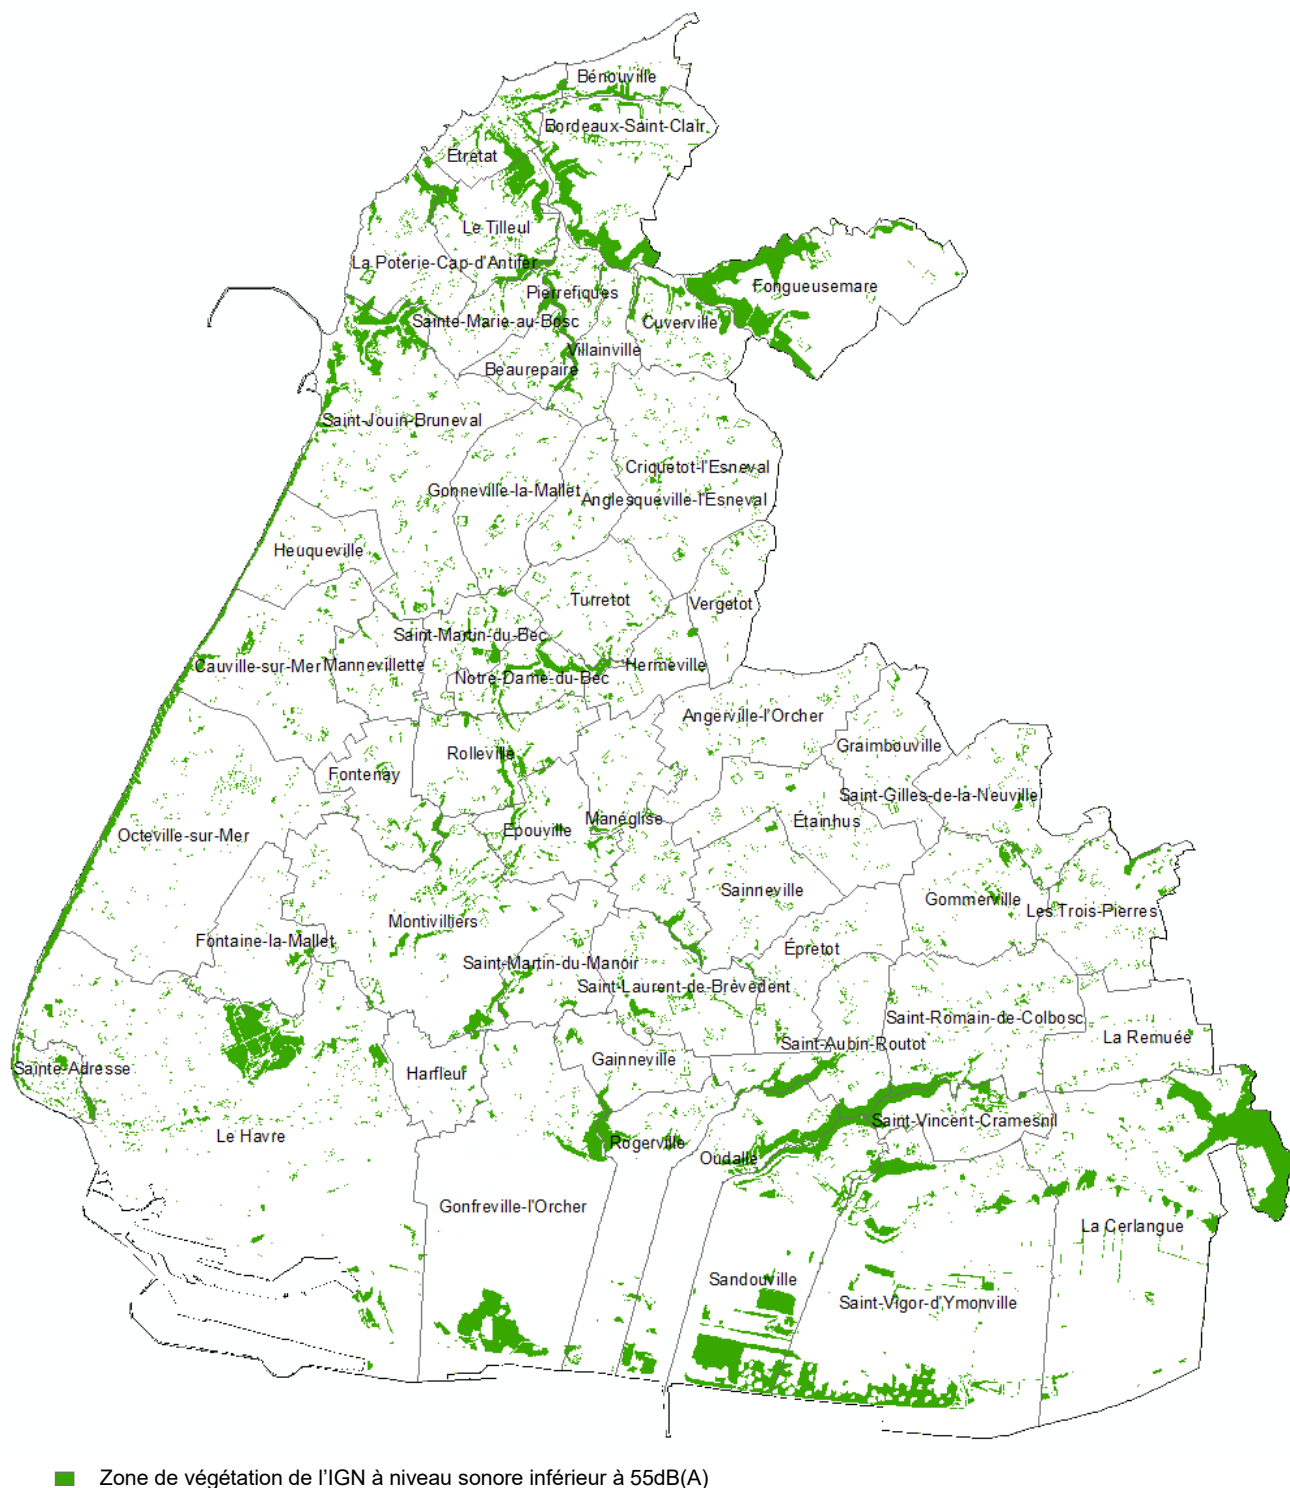 Bénouville
Bordeaux-Saint-Clair
Étretat
Le Tilleul
La Poterie-Cap-d'Antifer
Fongueusemare
Pierrefiques
Sainte-Marie-au-Bosc
Cuverville
Villainville
Beaurepaire
Saint-Jouin-Bruneval
Criquetot-l'Esneval
Gonneville-la-Mallet
Anglesqueville-l'Esneval
Heuqueville
Turretot
Vergetot
Saint-Martin-du-Bec
Cauville-sur-Mer
Mannevillette
Hermeville
Notre-Dame-du-Bec
Angerville-l'Orcher
Graimbouville
Rolleville
Fontenay
Saint-Gilles-de-la-Neuville
Manéglise
Étainhus
Octeville-sur-Mer
Epouville
Sainneville
Gommerville
Les Trois-Pierres
Montivilliers
Fontaine-la-Mallet
Épretot
Saint-Martin-du-Manoir
Saint-Laurent-de-Brèvedent
Saint-Romain-de-Colbosc
La Remuée
Saint-Aubin-Routot
Gainneville
Sainte-Adresse
Harfleur
Saint-Vincent-Cramesnil
Le Havre
Rogerville
Oudalle
Gonfreville-l'Orcher
La Cerlangue
Sandouville
Saint-Vigor-d'Ymonville
Zone de végétation de l'IGN à niveau sonore inférieur à 55dB(A)